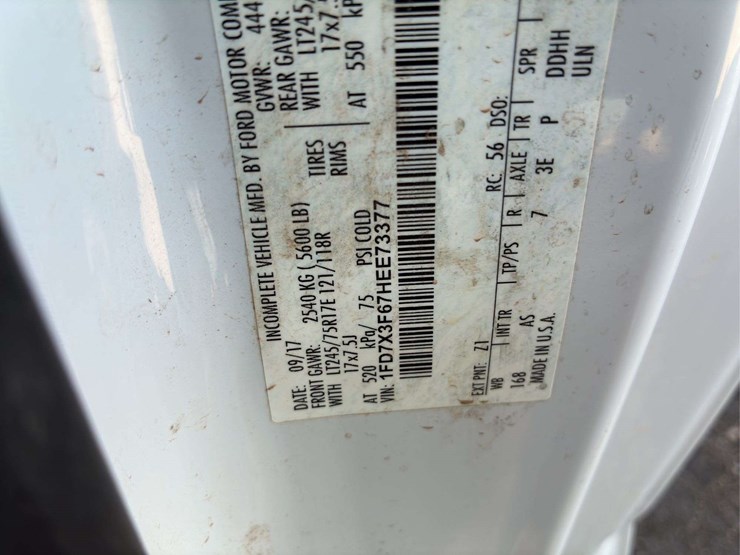 INCOMPLETE VEHICLE MFD. BY FORD MOTOR COM
DATE: 09/17 GVWR: 444
FRONT GAWR: 2540 KG ( 5600 LB) REAR GAWR:
WITH LT245/75R17E 121/118R TIRES WITH LT245/
17x7.5J RIMS 17x7.5
AT 520 kPa/ 75 PSI COLD AT 550 kP
VIN: 1FD7X3F67HEE73377
EXT PNT: Z1 RC: 56 DSO:
WB INT TR TP/PS R AXLE TR SPR
168 AS 7 3E P DDHH
MADE IN U.S.A. ULN